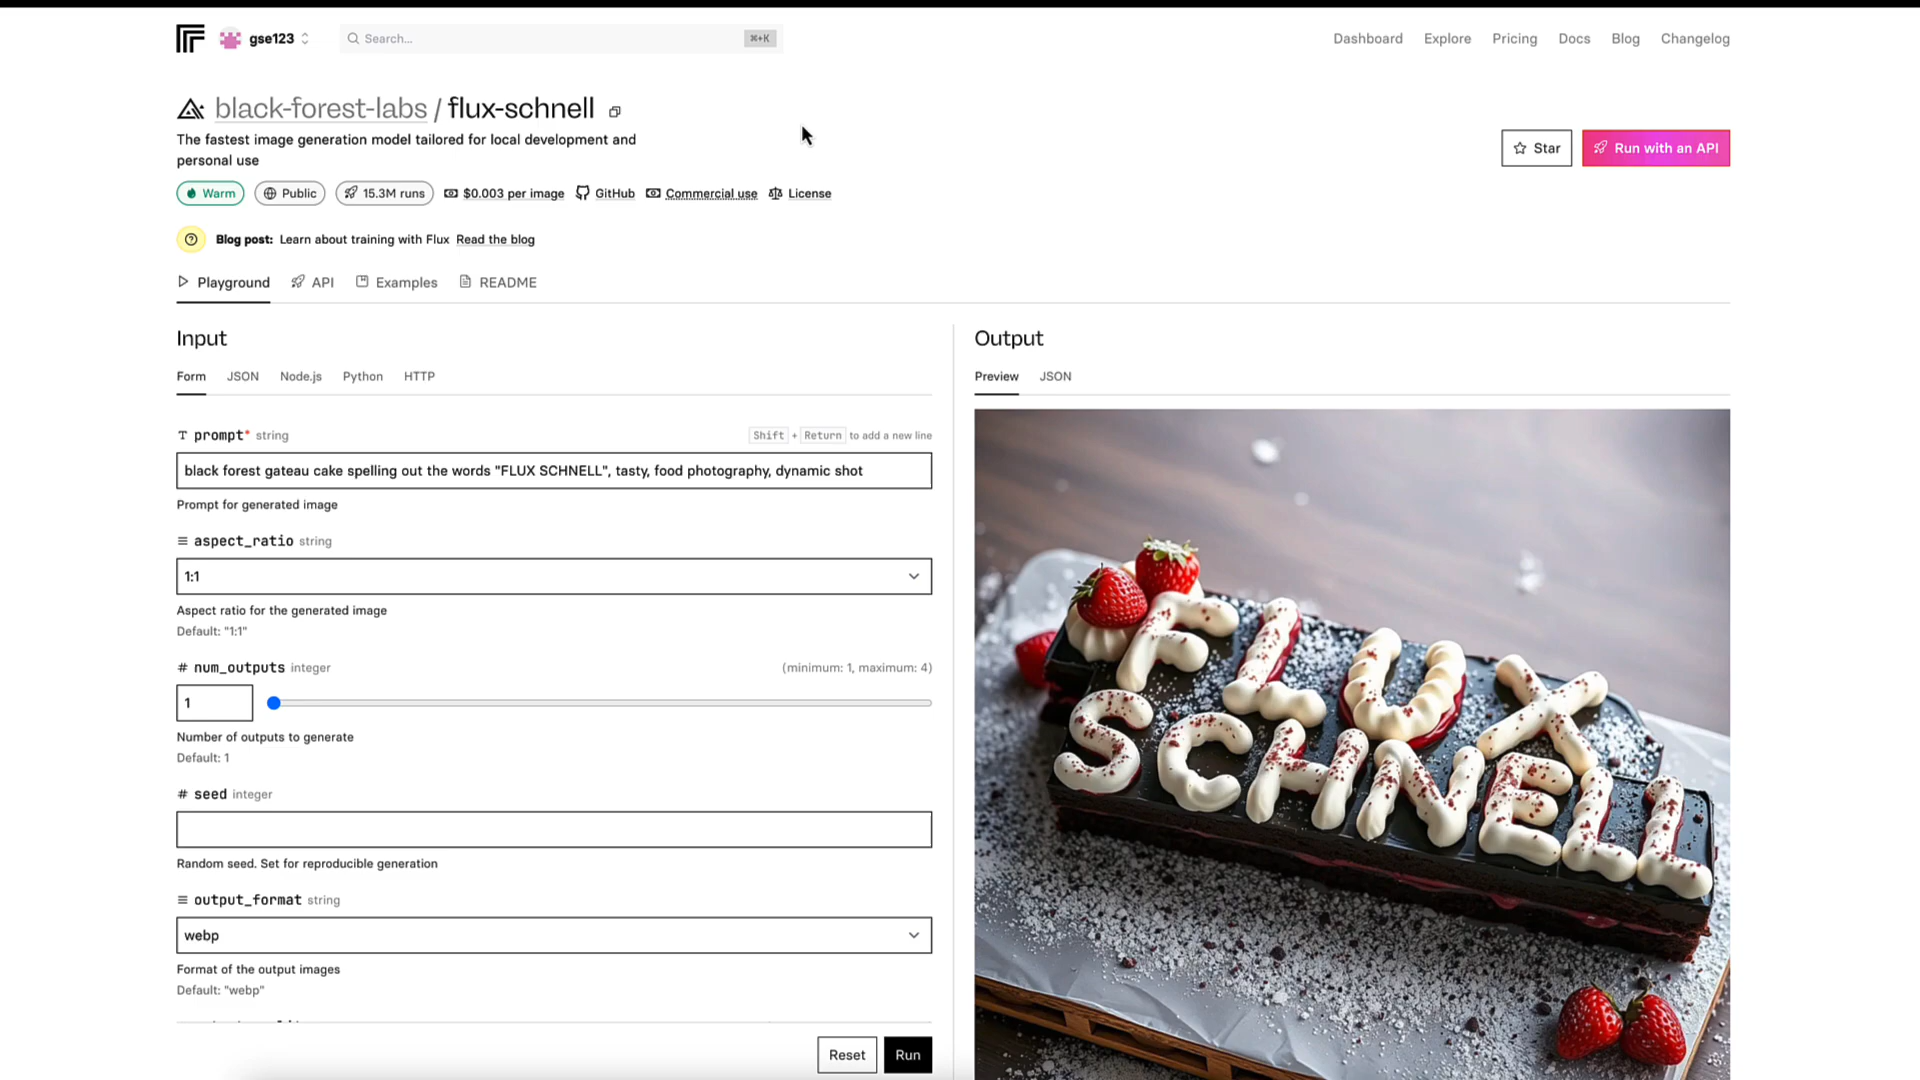 gse123
Search...
⌘+K
Dashboard
Explore
Pricing
Docs
Blog
Changelog
black-forest-labs / flux-schnell
The fastest image generation model tailored for local development and
personal use
Star
Run with an API
Warm
Public
15.3M runs
$0.003 per image
GitHub
Commercial use
License
Blog post: Learn about training with Flux Read the blog
Playground
API
Examples
README
Input
Form
JSON
Node.js
Python
HTTP
prompt* string
Shift + Return to add a new line
black forest gateau cake spelling out the words "FLUX SCHNELL", tasty, food photography, dynamic shot
Prompt for generated image
aspect_ratio string
1:1
Aspect ratio for the generated image
Default: "1:1"
# num_outputs integer
(minimum: 1, maximum: 4)
1
Number of outputs to generate
Default: 1
# seed integer
Random seed. Set for reproducible generation
output_format string
webp
Format of the output images
Default: "webp"
Reset
Run
Output
Preview
JSON
FLUX
SCHNELL